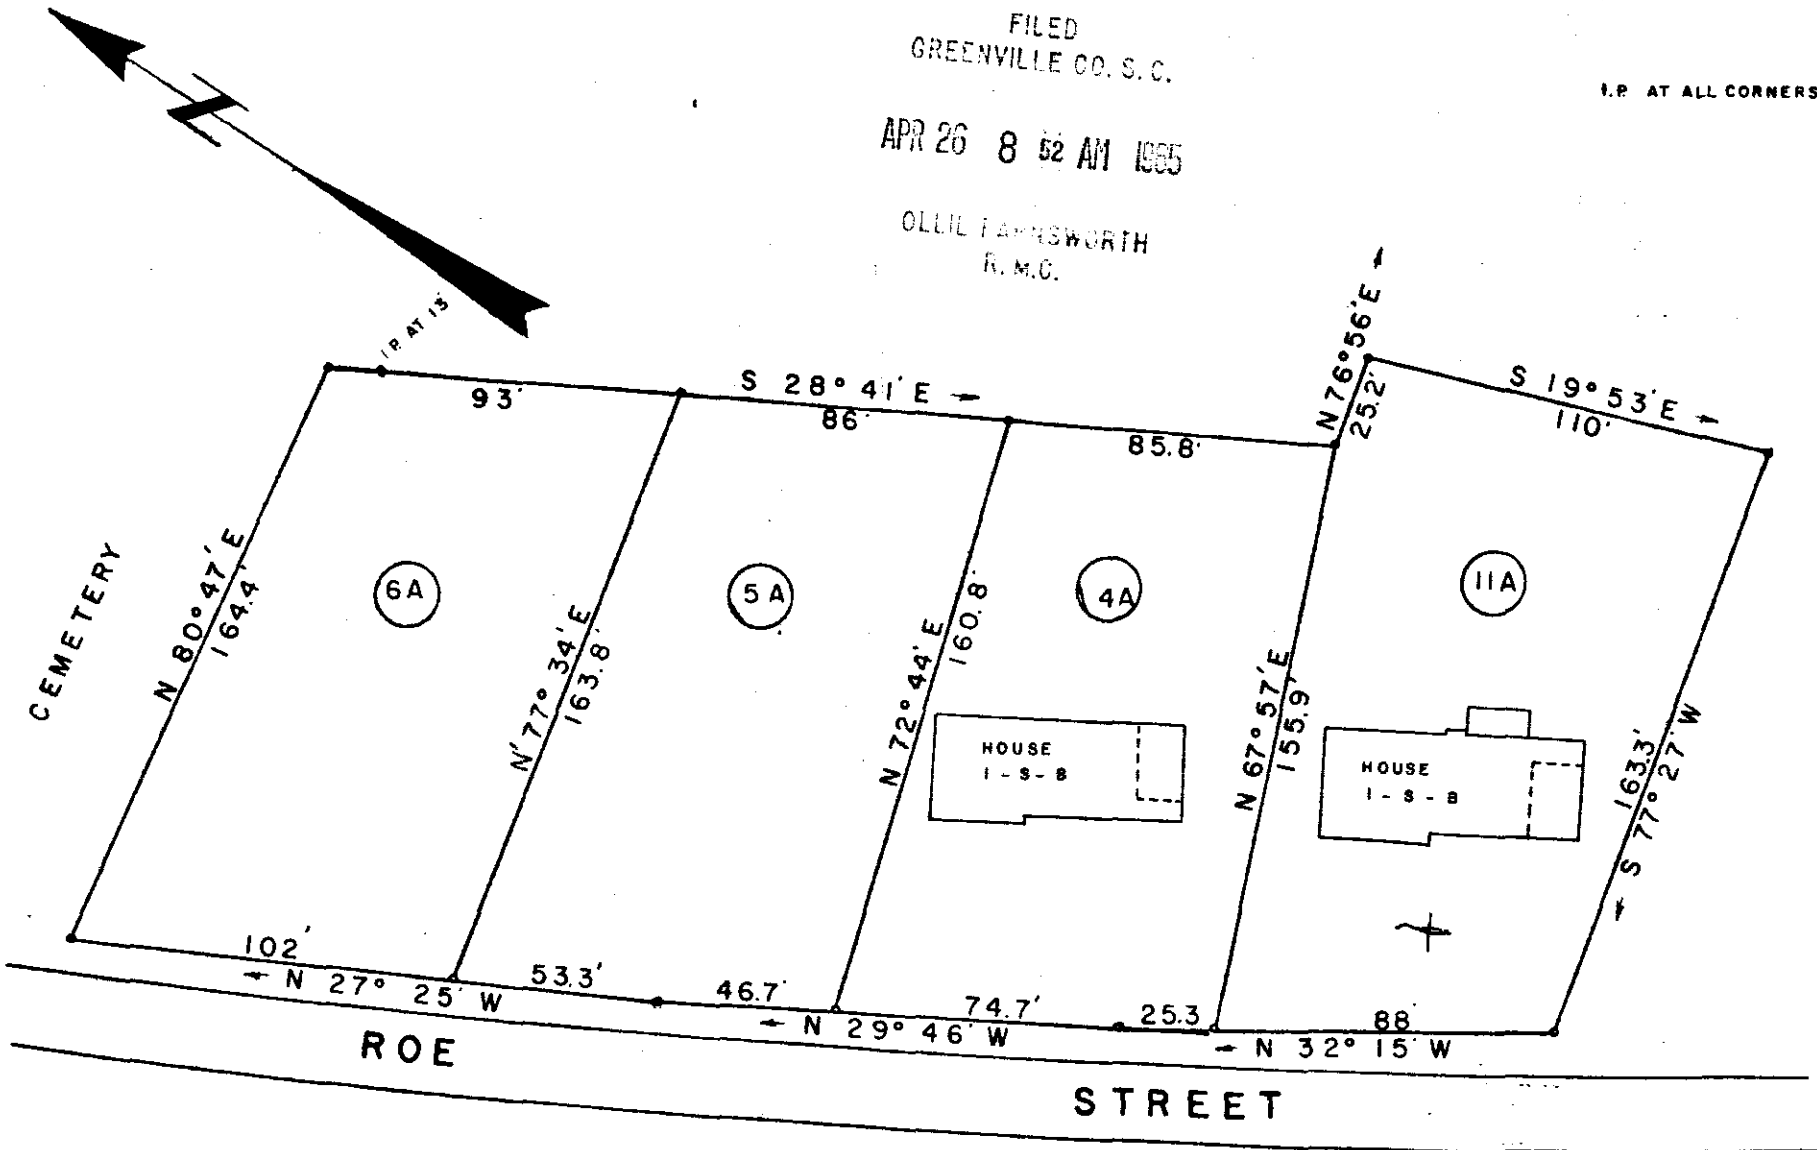 FILED
GREENVILLE CO. S. C.
I.P. AT ALL CORNERS
APR 26 8 52 AM 1965
R. M. C.
N
I.P. AT 13'
93'
S 28° 41' E
86'
85.8'
N 76° 56' E
25.2'
S 19° 53' E
110'
CEMETERY
N 80° 47' E
164.4'
6A
N 77° 34' E
163.8'
5A
N 72° 44' E
160.8'
4A
N 67° 57' E
155.9'
11A
163.3'
S 77° 27' W
HOUSE
1-S-B
HOUSE
1-S-B
102'
N 27° 25' W
53.3'
46.7'
N 29° 46' W
74.7'
25.3
88'
N 32° 15' W
ROE STREET